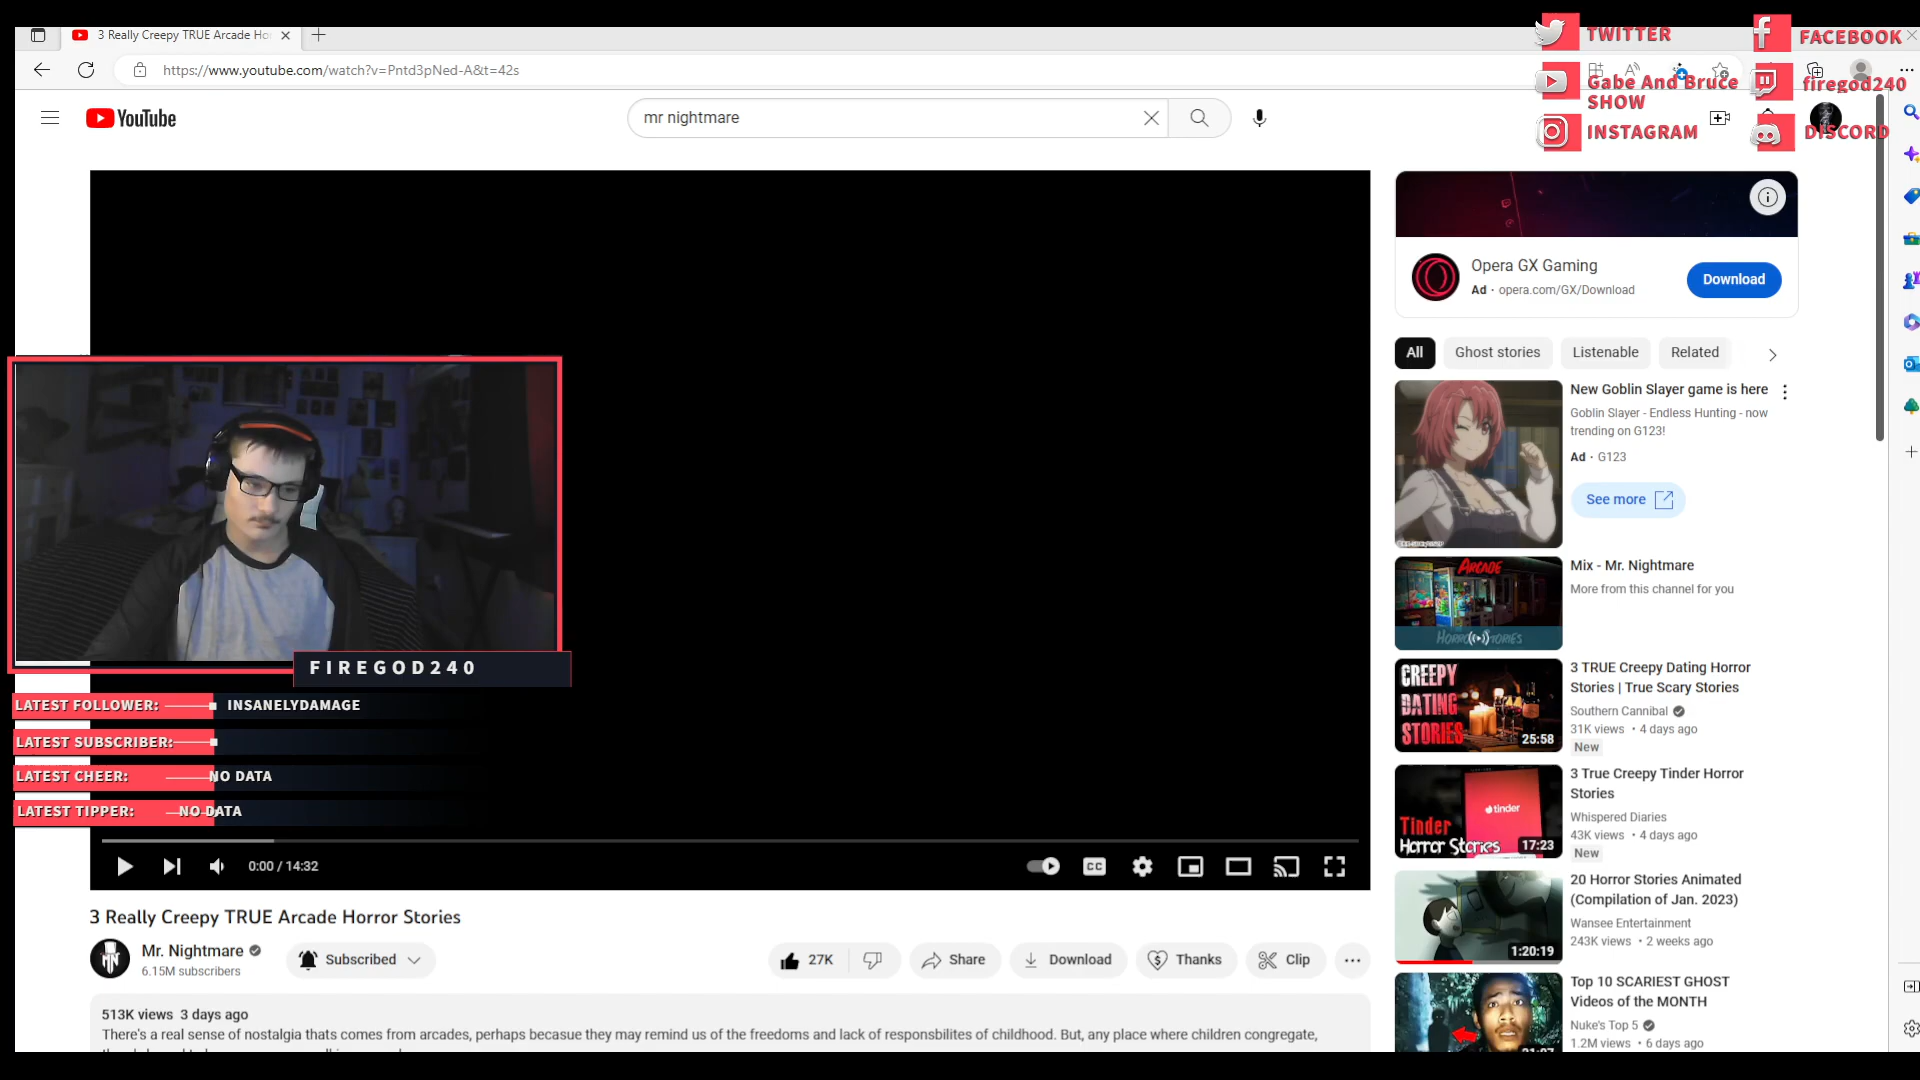 3 Really Creepy TRUE Arcade Ho
https://www.youtube.com/watch?v=Pntd3pNed-A&t=42s
TWITTER
FACEBOOK
Gabe And Bruce
SHOW
firegod240
INSTAGRAM
DISCORD
YouTube
mr nightmare
Opera GX Gaming
Ad · opera.com/GX/Download
Download
All
Ghost stories
Listenable
Related
New Goblin Slayer game is here
Goblin Slayer - Endless Hunting - now
trending on G123!
Ad · G123
See more
ARCADE
HORROR STORIES
Mix - Mr. Nightmare
More from this channel for you
FIREGOD240
LATEST FOLLOWER: INSANELYDAMAGE
LATEST SUBSCRIBER:
LATEST CHEER: NO DATA
LATEST TIPPER: NO DATA
CREEPY
DATING
STORIES
25:58
3 TRUE Creepy Dating Horror
Stories | True Scary Stories
Southern Cannibal
31K views • 4 days ago
New
tinder
Tinder
Horror Stories
17:23
3 True Creepy Tinder Horror
Stories
Whispered Diaries
43K views • 4 days ago
New
0:00 / 14:32
CC
1:20:19
20 Horror Stories Animated
(Compilation of Jan. 2023)
Wansee Entertainment
243K views • 2 weeks ago
3 Really Creepy TRUE Arcade Horror Stories
MN
Mr. Nightmare
6.15M subscribers
Subscribed
27K
Share
Download
Thanks
Clip
Top 10 SCARIEST GHOST
Videos of the MONTH
Nuke's Top 5
1.2M views • 6 days ago
513K views 3 days ago
There's a real sense of nostalgia thats comes from arcades, perhaps becasue they may remind us of the freedoms and lack of responsbilites of childhood. But, any place where children congregate,